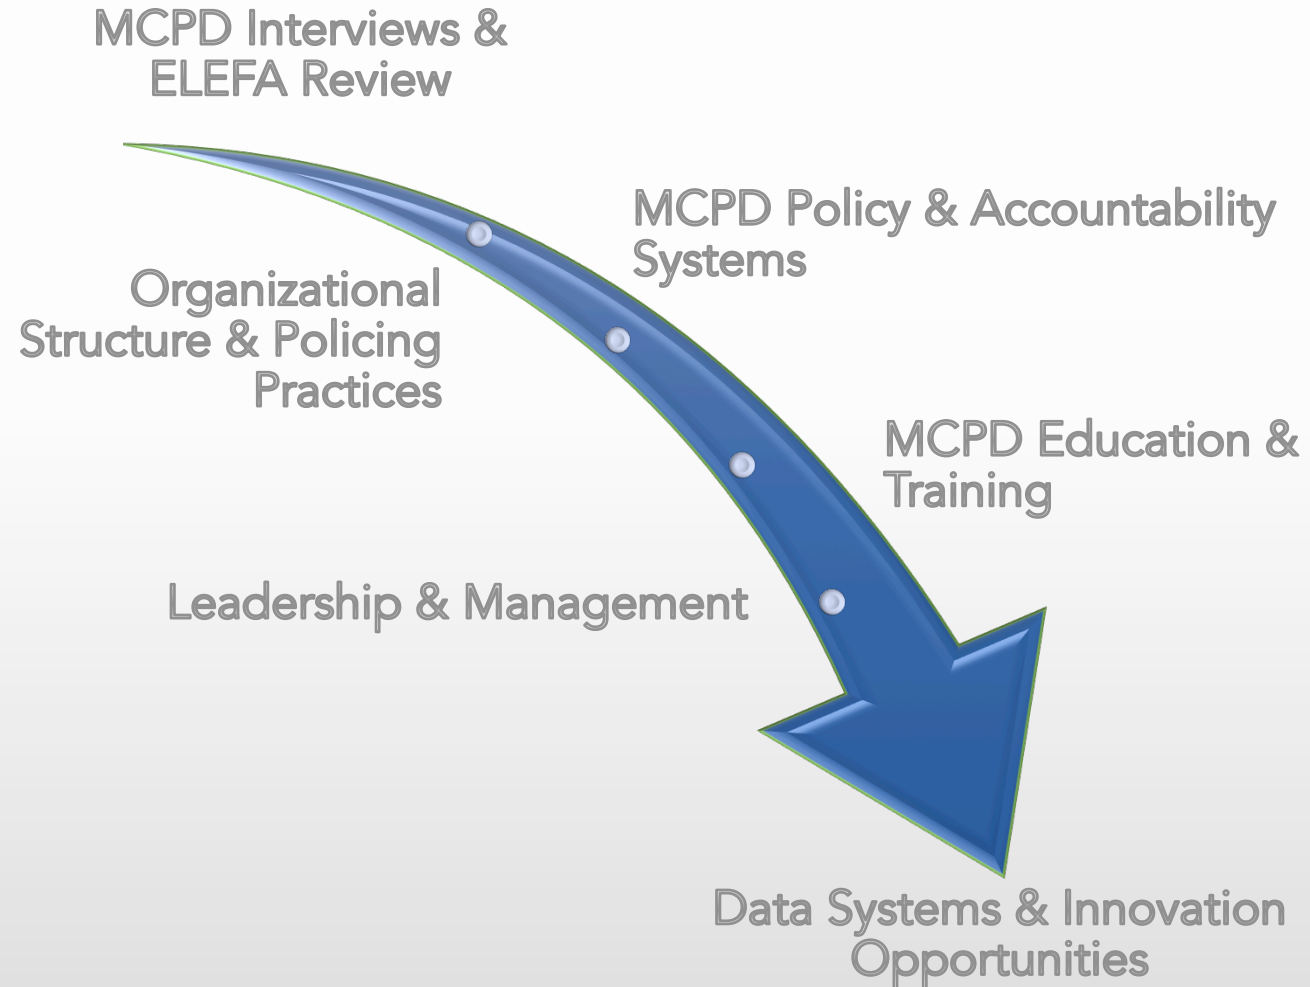 MCPD Interviews &
ELEFA Review
MCPD Policy & Accountability
Systems
Organizational
Structure & Policing
Practices
MCPD Education &
Training
Leadership & Management
Data Systems & Innovation
Opportunities